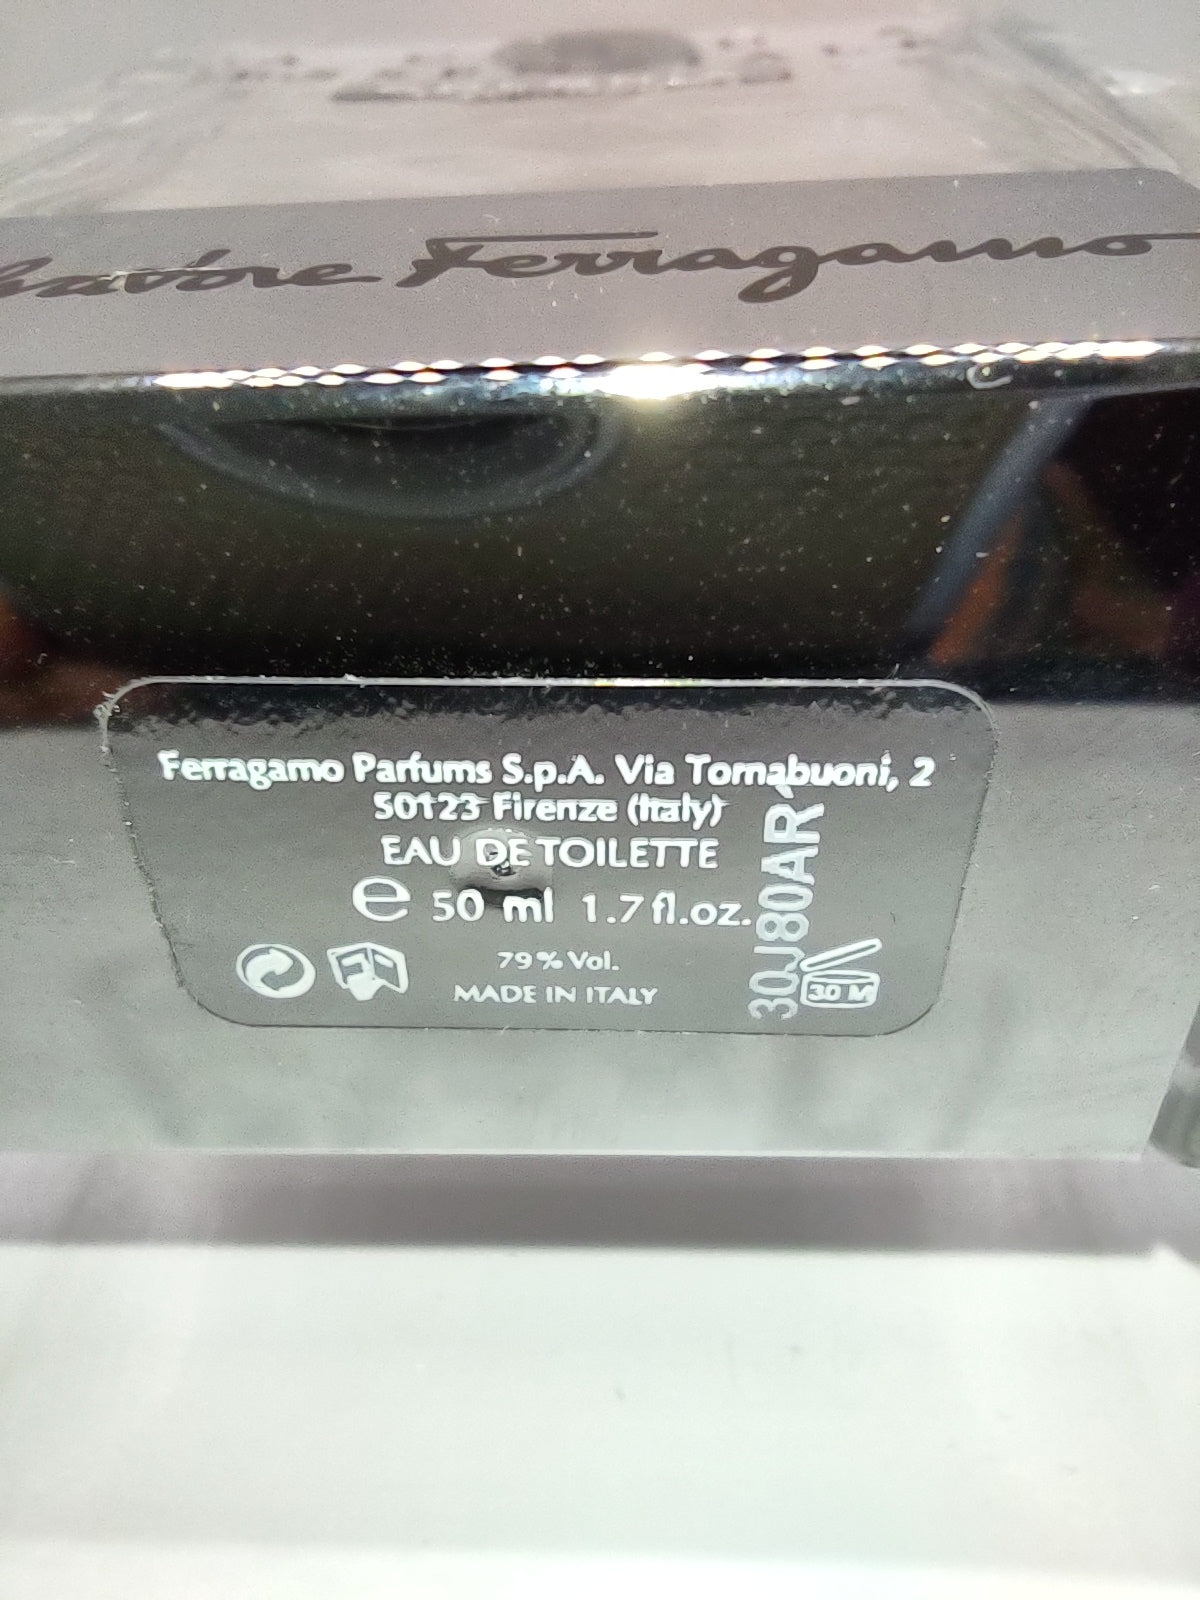 Salvatore Ferragamo
Ferragamo Parfums S.p.A. Via Tornabuoni, 2
50123 Firenze (Italy)
EAU DE TOILETTE
e 50 ml 1.7 fl.oz.
79% Vol.
MADE IN ITALY
30J80AR
30 M